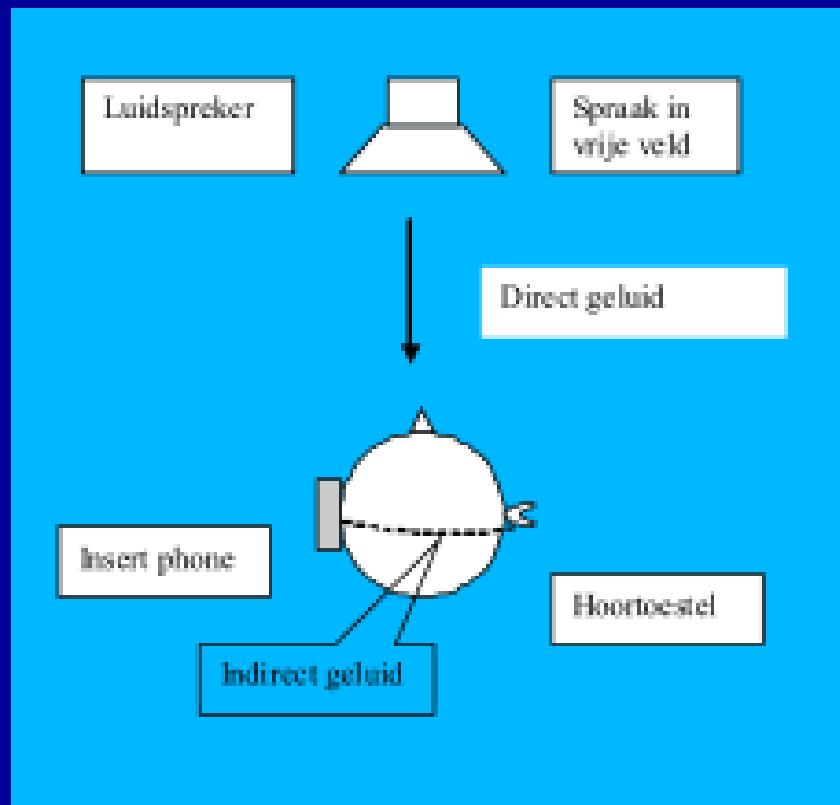 Luidspreker
Spraak in
vrije veld
Direct geluid
Insert phone
Hoortoestel
Indirect geluid